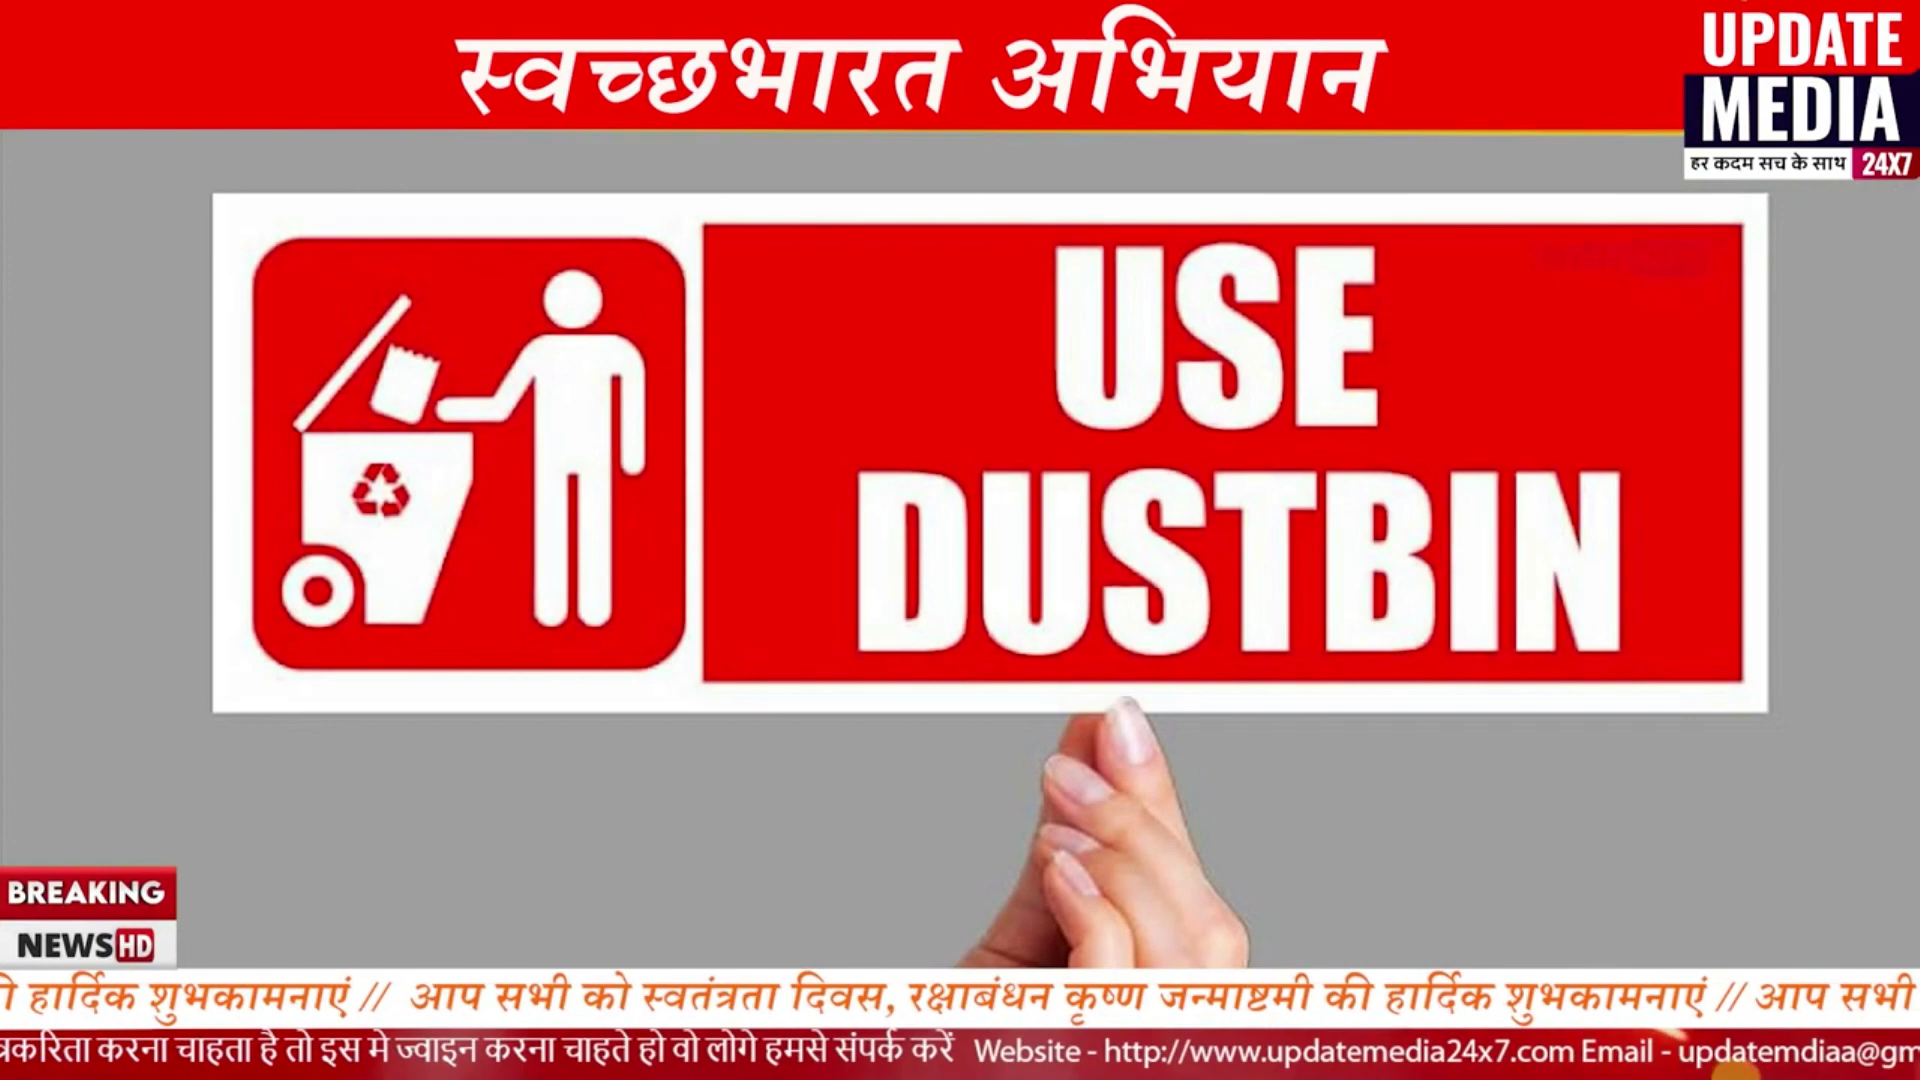 स्वच्छभारत अभियान
UPDATE
MEDIA
हर कदम सच के साथ 24X7
USE
DUSTBIN
BREAKING
NEWS HD
हार्दिक शुभकामनाएं // आप सभी को स्वतंत्रता दिवस, रक्षाबंधन कृष्ण जन्माष्टमी की हार्दिक शुभकामनाएं // आप सभी
करना चाहता है तो इस मे ज्वाइन करना चाहते हो वो लोगे हमसे संपर्क करें Website - http://www.updatemedia24x7.com Email - updatemdiaa@gm